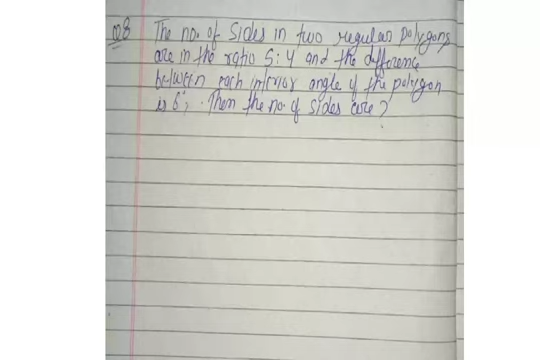 Q8 The no. of Sides in two regular polygons
are in the ratio 5:4 and the difference
between each interior angle of the polygon
is 6°, . Then the no. of sides are?